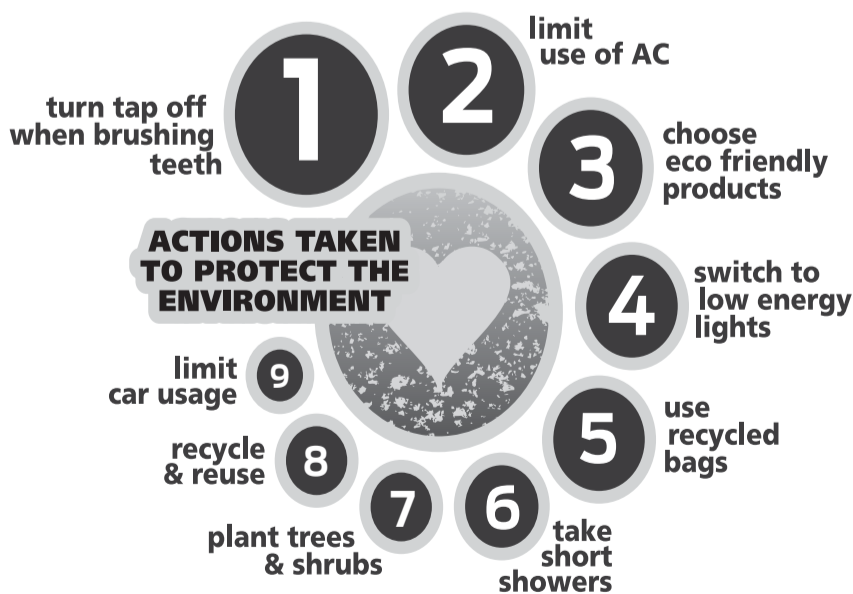 ACTIONS TAKEN
TO PROTECT THE
ENVIRONMENT
1
turn tap off
when brushing
teeth
2
limit
use of AC
3
choose
eco friendly
products
4
switch to
low energy
lights
5
use
recycled
bags
6
take
short
showers
7
plant trees
& shrubs
8
recycle
& reuse
9
limit
car usage